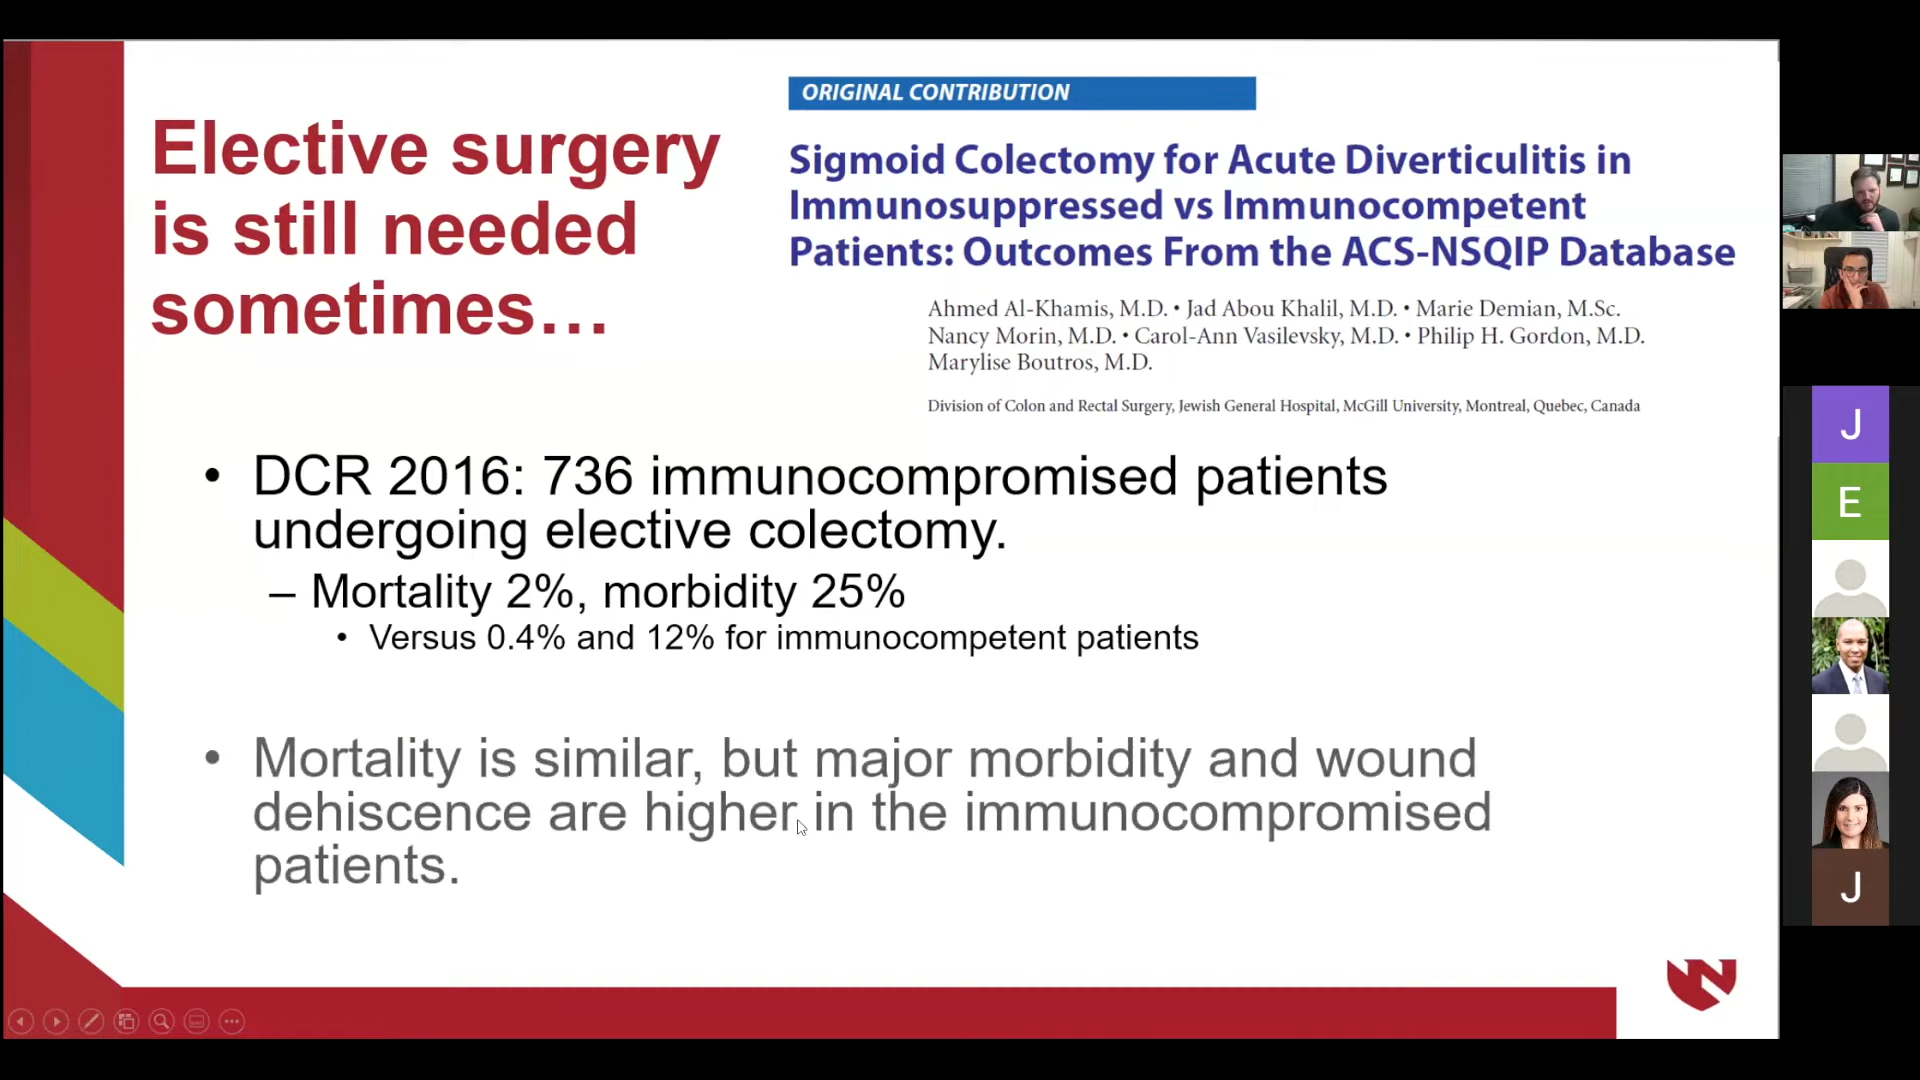 Elective surgery
is still needed
sometimes…
ORIGINAL CONTRIBUTION
Sigmoid Colectomy for Acute Diverticulitis in
Immunosuppressed vs Immunocompetent
Patients: Outcomes From the ACS-NSQIP Database
Ahmed Al-Khamis, M.D. • Jad Abou Khalil, M.D. • Marie Demian, M.Sc.
Nancy Morin, M.D. • Carol-Ann Vasilevsky, M.D. • Philip H. Gordon, M.D.
Marylise Boutros, M.D.
Division of Colon and Rectal Surgery, Jewish General Hospital, McGill University, Montreal, Quebec, Canada
• DCR 2016: 736 immunocompromised patients
undergoing elective colectomy.
– Mortality 2%, morbidity 25%
• Versus 0.4% and 12% for immunocompetent patients
• Mortality is similar, but major morbidity and wound
dehiscence are higher in the immunocompromised
patients.
J
E
J
N